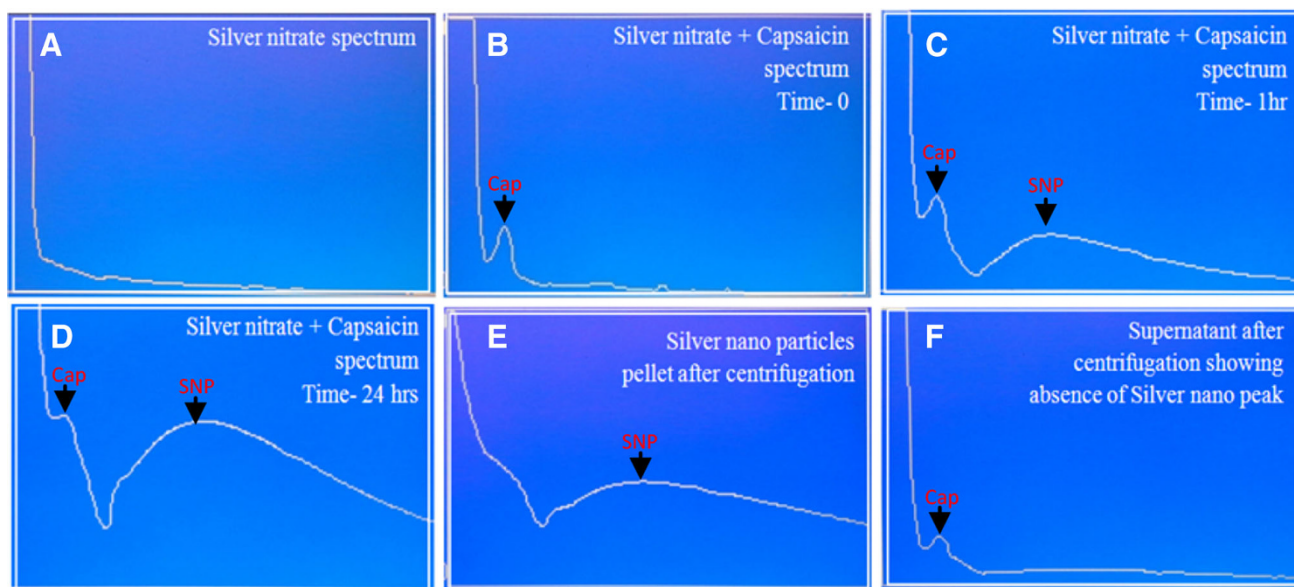 A
Silver nitrate spectrum
B
Silver nitrate + Capsaicin
spectrum
Time- 0
Cap
C
Silver nitrate + Capsaicin
spectrum
Time- 1hr
Cap
SNP
D
Silver nitrate + Capsaicin
spectrum
Time- 24 hrs
Cap
SNP
E
Silver nano particles
pellet after centrifugation
SNP
F
Supernatant after
centrifugation showing
absence of Silver nano peak
Cap